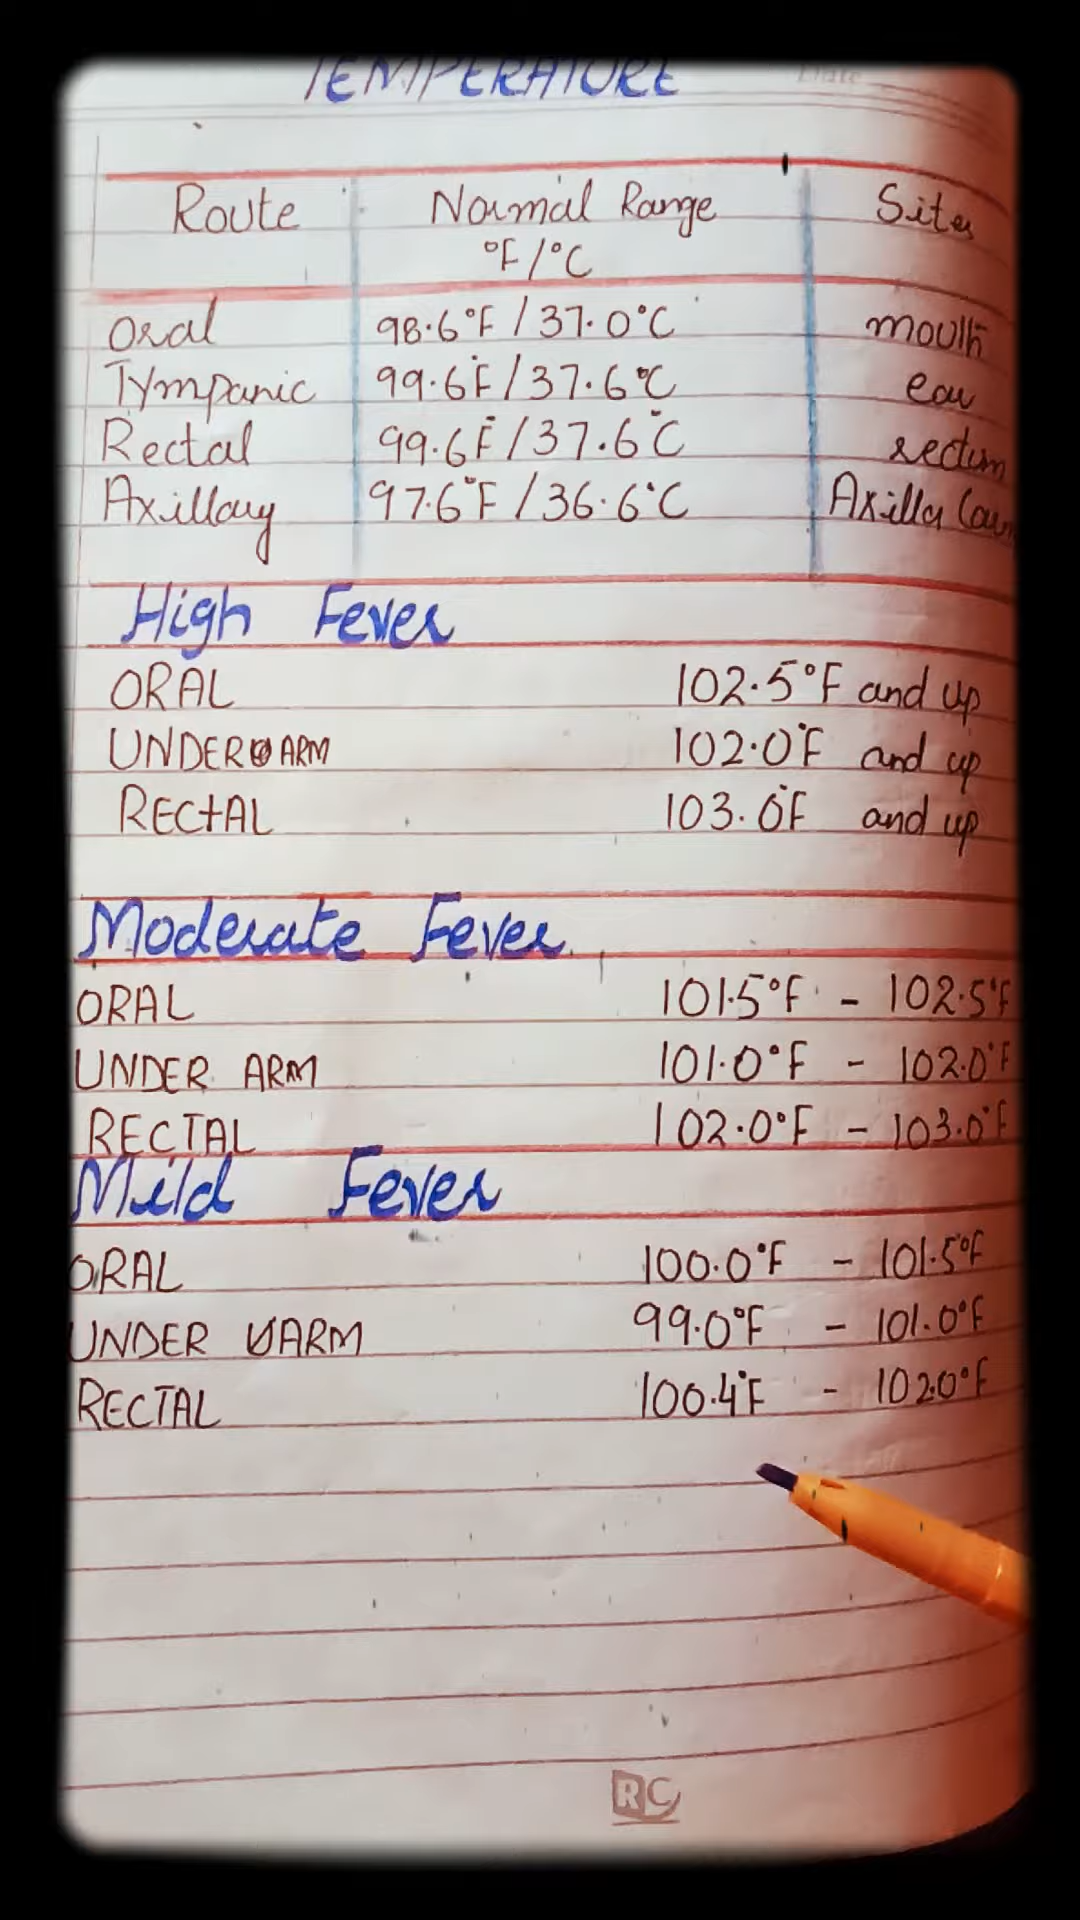 TEMPERATURE
Date
Route Normal Range Sites
°F/°C
Oral 98.6°F / 37.0°C mouth
Tympanic 99.6°F / 37.6°C ear
Rectal 99.6°F / 37.6°C rectum
Axillary 97.6°F / 36.6°C Axilla
High Fever
ORAL 102.5°F and up
UNDER ARM 102.0°F and up
RECTAL 103.0°F and up
Moderate Fever
ORAL 101.5°F - 102.5°F
UNDER ARM 101.0°F - 102.0°F
RECTAL 102.0°F - 103.0°F
Mild Fever
ORAL 100.0°F - 101.5°F
UNDER ARM 99.0°F - 101.0°F
RECTAL 100.4°F - 102.0°F
RC